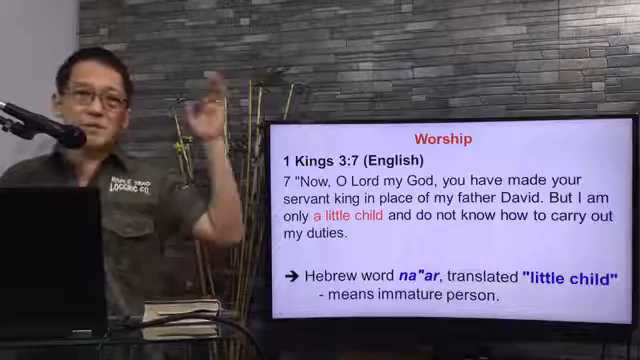 Worship
1 Kings 3:7 (English)
7 "Now, O Lord my God, you have made your
servant king in place of my father David. But I am
only a little child and do not know how to carry out
my duties.
➔ Hebrew word na"ar, translated "little child"
- means immature person.
LOGGING CO.